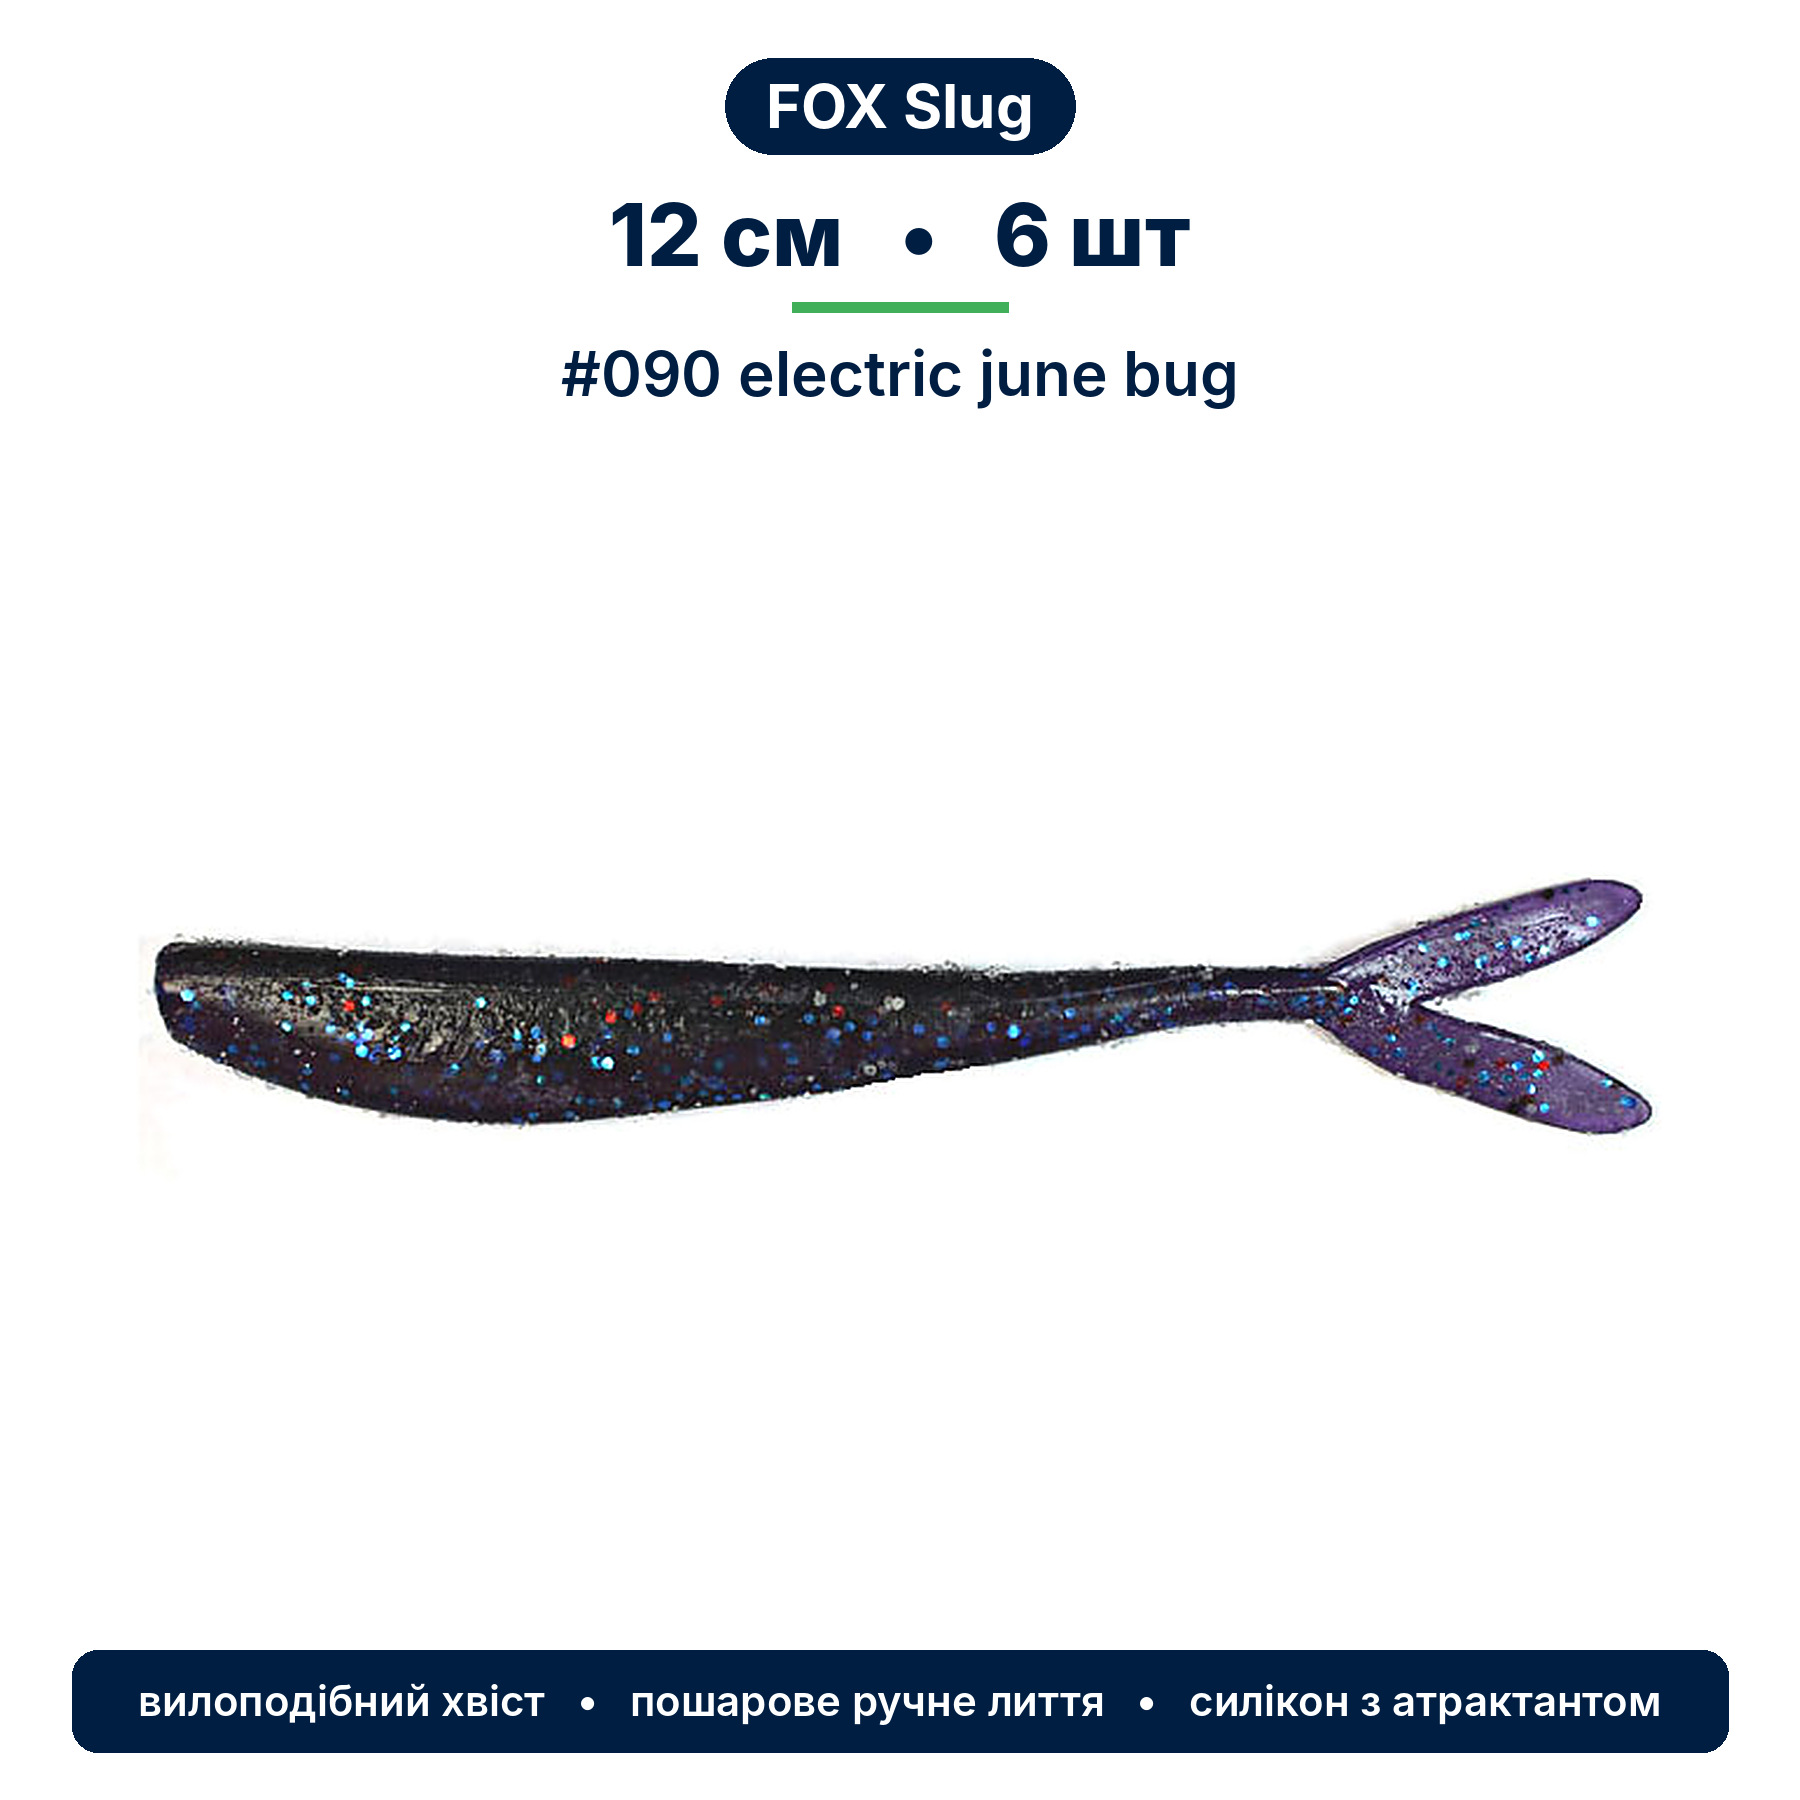 FOX Slug
12 см • 6 шт
#090 electric june bug
вилоподібний хвіст • пошарове ручне лиття • силікон з атрактантом